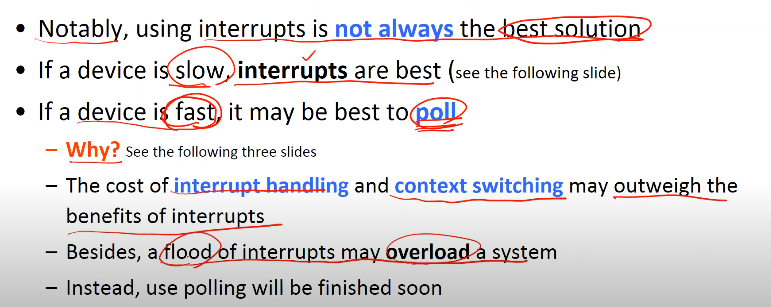 • Notably, using interrupts is not always the best solution
• If a device is slow, interrupts are best (see the following slide)
• If a device is fast, it may be best to poll
– Why? See the following three slides
– The cost of interrupt handling and context switching may outweigh the
benefits of interrupts
– Besides, a flood of interrupts may overload a system
– Instead, use polling will be finished soon